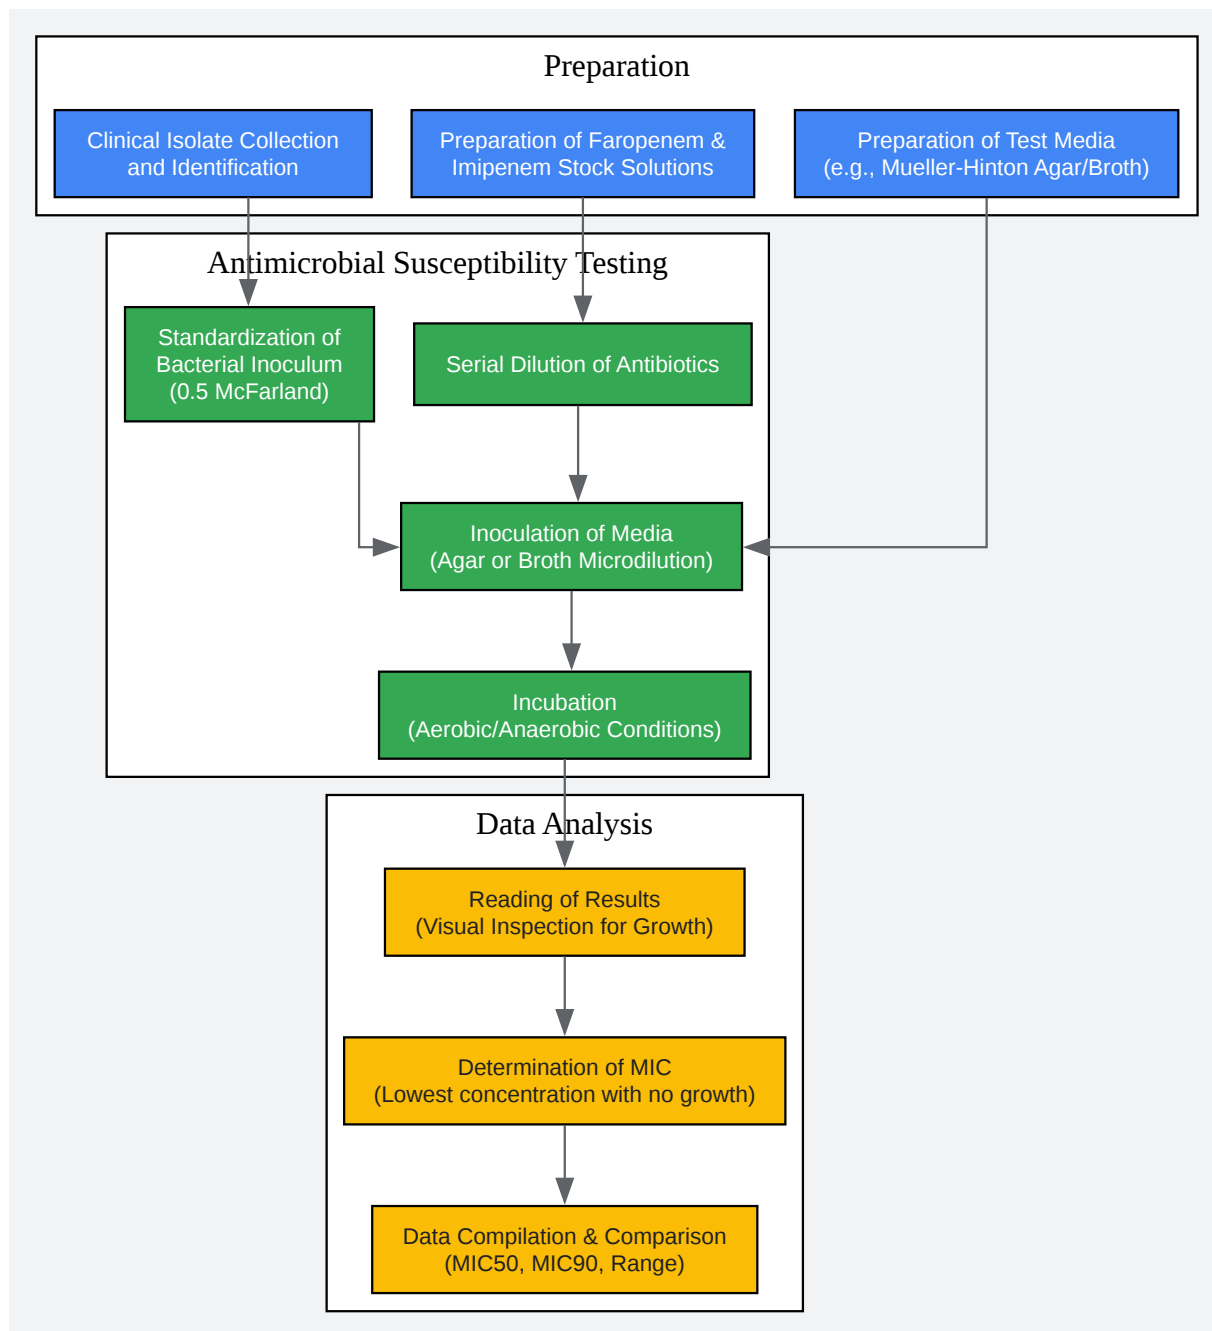 Preparation
Clinical Isolate Collection
and Identification
Preparation of Faropenem &
Imipenem Stock Solutions
Preparation of Test Media
(e.g., Mueller-Hinton Agar/Broth)
Antimicrobial Susceptibility Testing
Standardization of
Bacterial Inoculum
(0.5 McFarland)
Serial Dilution of Antibiotics
Inoculation of Media
(Agar or Broth Microdilution)
Incubation
(Aerobic/Anaerobic Conditions)
Data Analysis
Reading of Results
(Visual Inspection for Growth)
Determination of MIC
(Lowest concentration with no growth)
Data Compilation & Comparison
(MIC50, MIC90, Range)